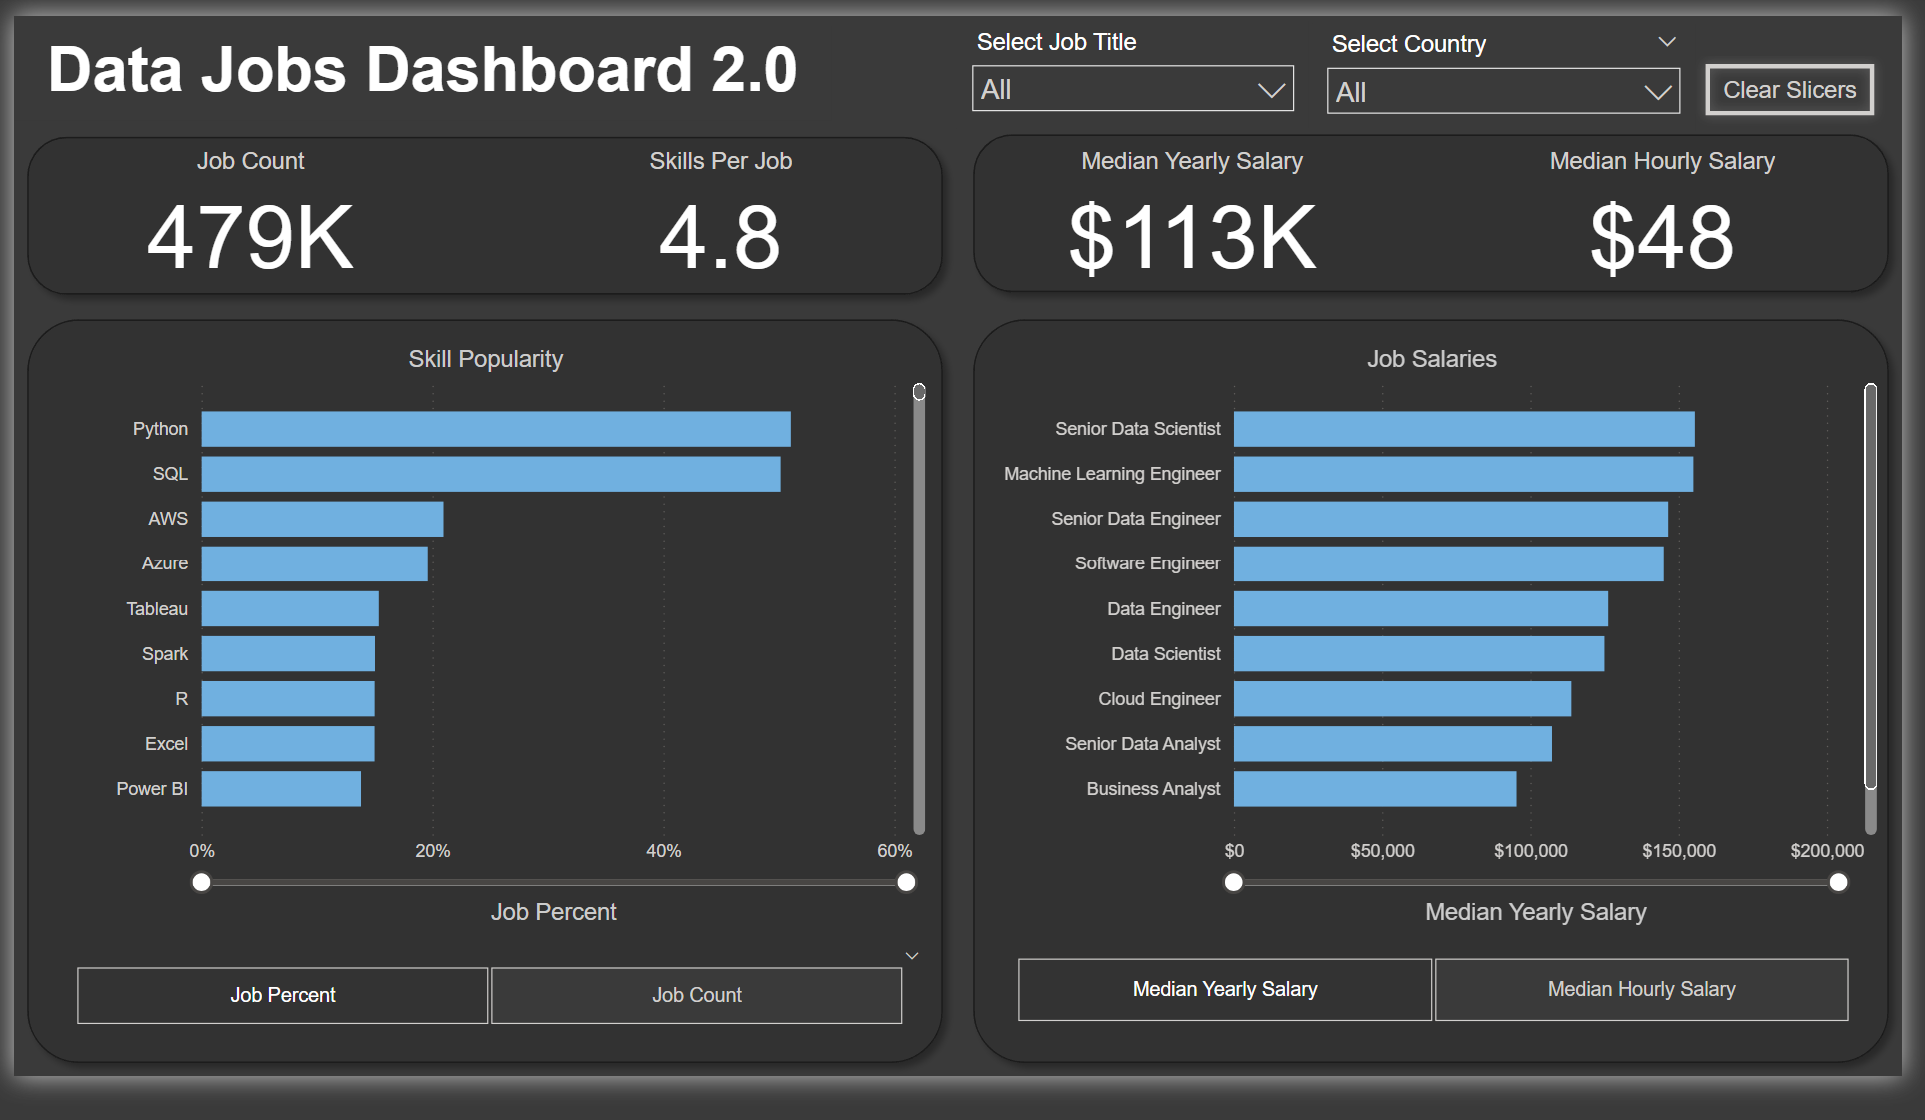 Data Jobs Dashboard 2.0
Select Job Title
All
Select Country
All
Clear Slicers
Job Count
479K
Skills Per Job
4.8
Median Yearly Salary
$113K
Median Hourly Salary
$48
Skill Popularity
Python
SQL
AWS
Azure
Tableau
Spark
R
Excel
Power BI
0% 20% 40% 60%
Job Percent
Job Percent
Job Count
Job Salaries
Senior Data Scientist
Machine Learning Engineer
Senior Data Engineer
Software Engineer
Data Engineer
Data Scientist
Cloud Engineer
Senior Data Analyst
Business Analyst
$0 $50,000 $100,000 $150,000 $200,000
Median Yearly Salary
Median Yearly Salary
Median Hourly Salary